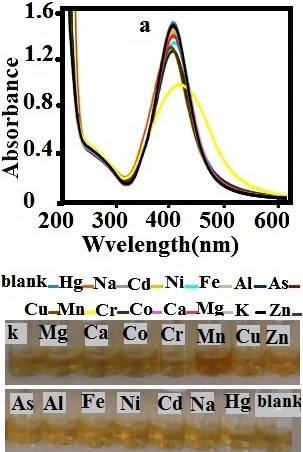 1.6
a
1.2
0.8
0.4
0
Absorbance
200 300 400 500 600
Wvelength(nm)
blank Hg Na Cd Ni Fe Al As
Cu Mn Cr Co Ca Mg K Zn
k Mg Ca Co Cr Mn Cu Zn
As Al Fe Ni Cd Na Hg blank